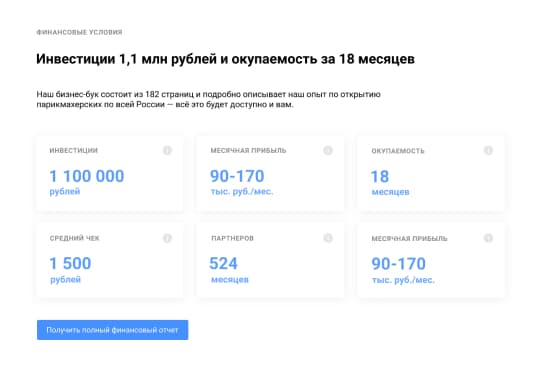 ФИНАНСОВЫЕ УСЛОВИЯ
Инвестиции 1,1 млн рублей и окупаемость за 18 месяцев
Наш бизнес-бук состоит из 182 страниц и подробно описывает наш опыт по открытию
парикмахерских по всей России — всё это будет доступно и вам.
ИНВЕСТИЦИИ
1 100 000
рублей
МЕСЯЧНАЯ ПРИБЫЛЬ
90-170
тыс. руб./мес.
ОКУПАЕМОСТЬ
18
месяцев
СРЕДНИЙ ЧЕК
1 500
рублей
ПАРТНЕРОВ
524
месяцев
МЕСЯЧНАЯ ПРИБЫЛЬ
90-170
тыс. руб./мес.
Получить полный финансовый отчет